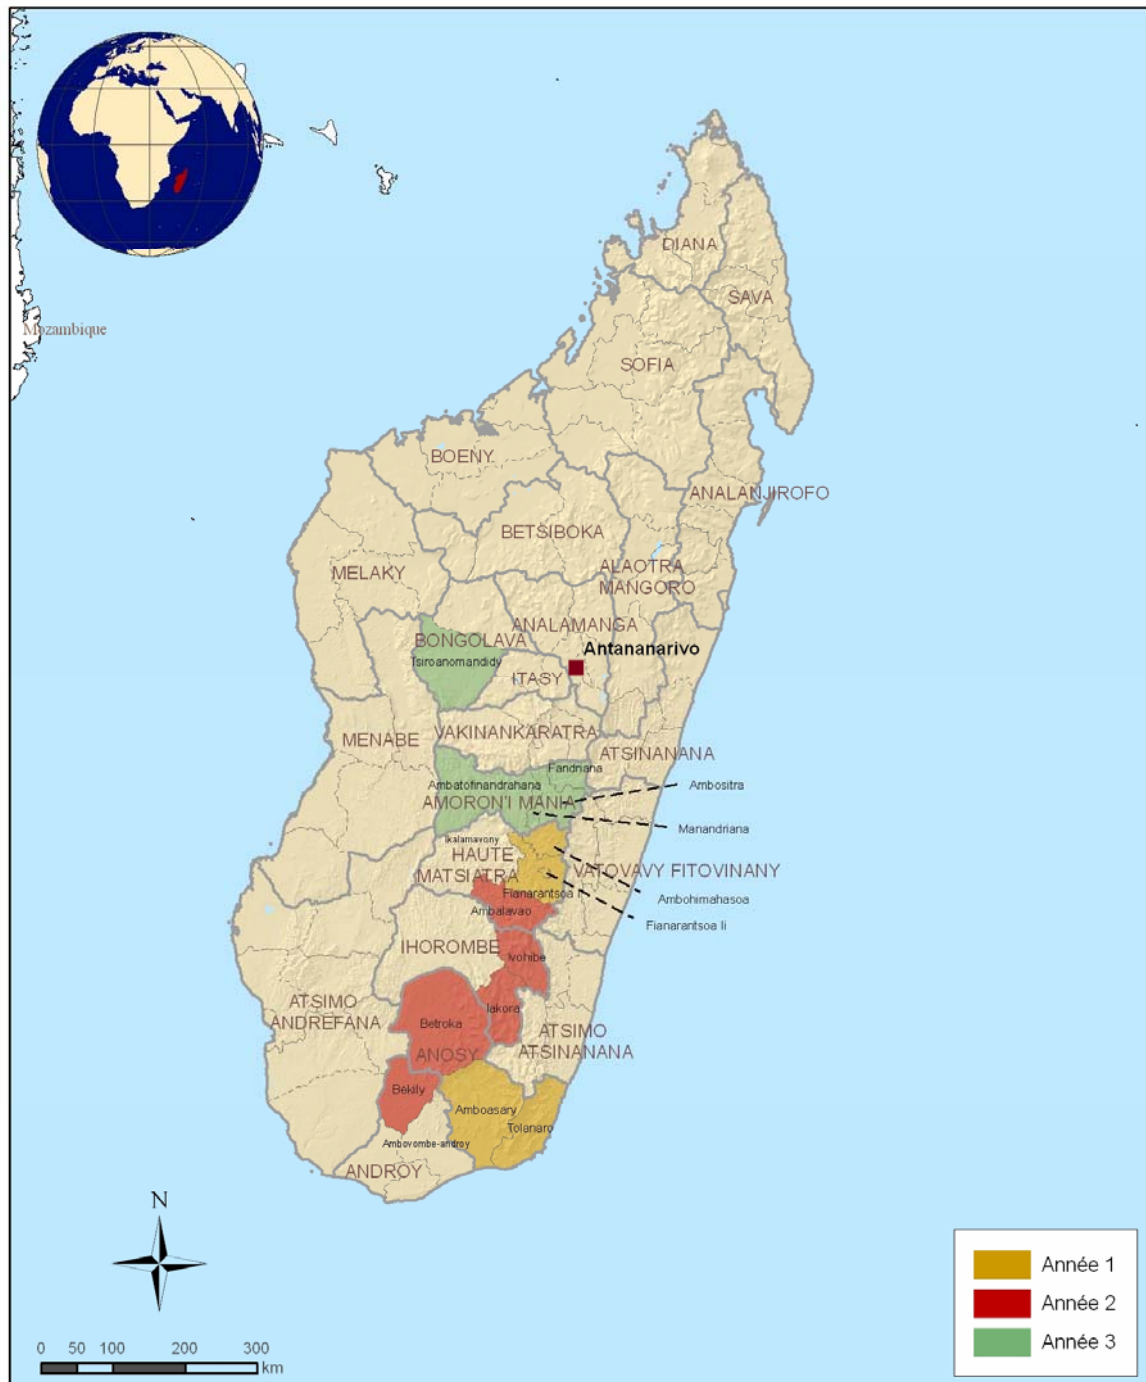 DIANA
SAVA
Mozambique
SOFIA
BOENY
ANALANJIROFO
BETSIBOKA
ALAOTRA
MANGORO
MELAKY
ANALAMANGA
BONGOLAVA
Antananarivo
Tsiroanomandidy
ITASY
VAKINANKARATRA
MENABE
ATSINANANA
Fandriana
Ambatofinandrahana
Ambositra
AMORON'I MANIA
Manandriana
Ikalamavony
HAUTE
MATSIATRA
VATOVAVY FITOVINANY
Fianarantsoa
Ambohimahasoa
Ambalavao
Fianarantsoa Ii
IHOROMBE
Ivohibe
ATSIMO
ANDREFANA
Iakora
Betroka
ATSIMO
ATSINANANA
ANOSY
Bekily
Amboasary
Tolanaro
Ambovombe-androy
ANDROY
N
0 50 100 200 300
km
Année 1
Année 2
Année 3